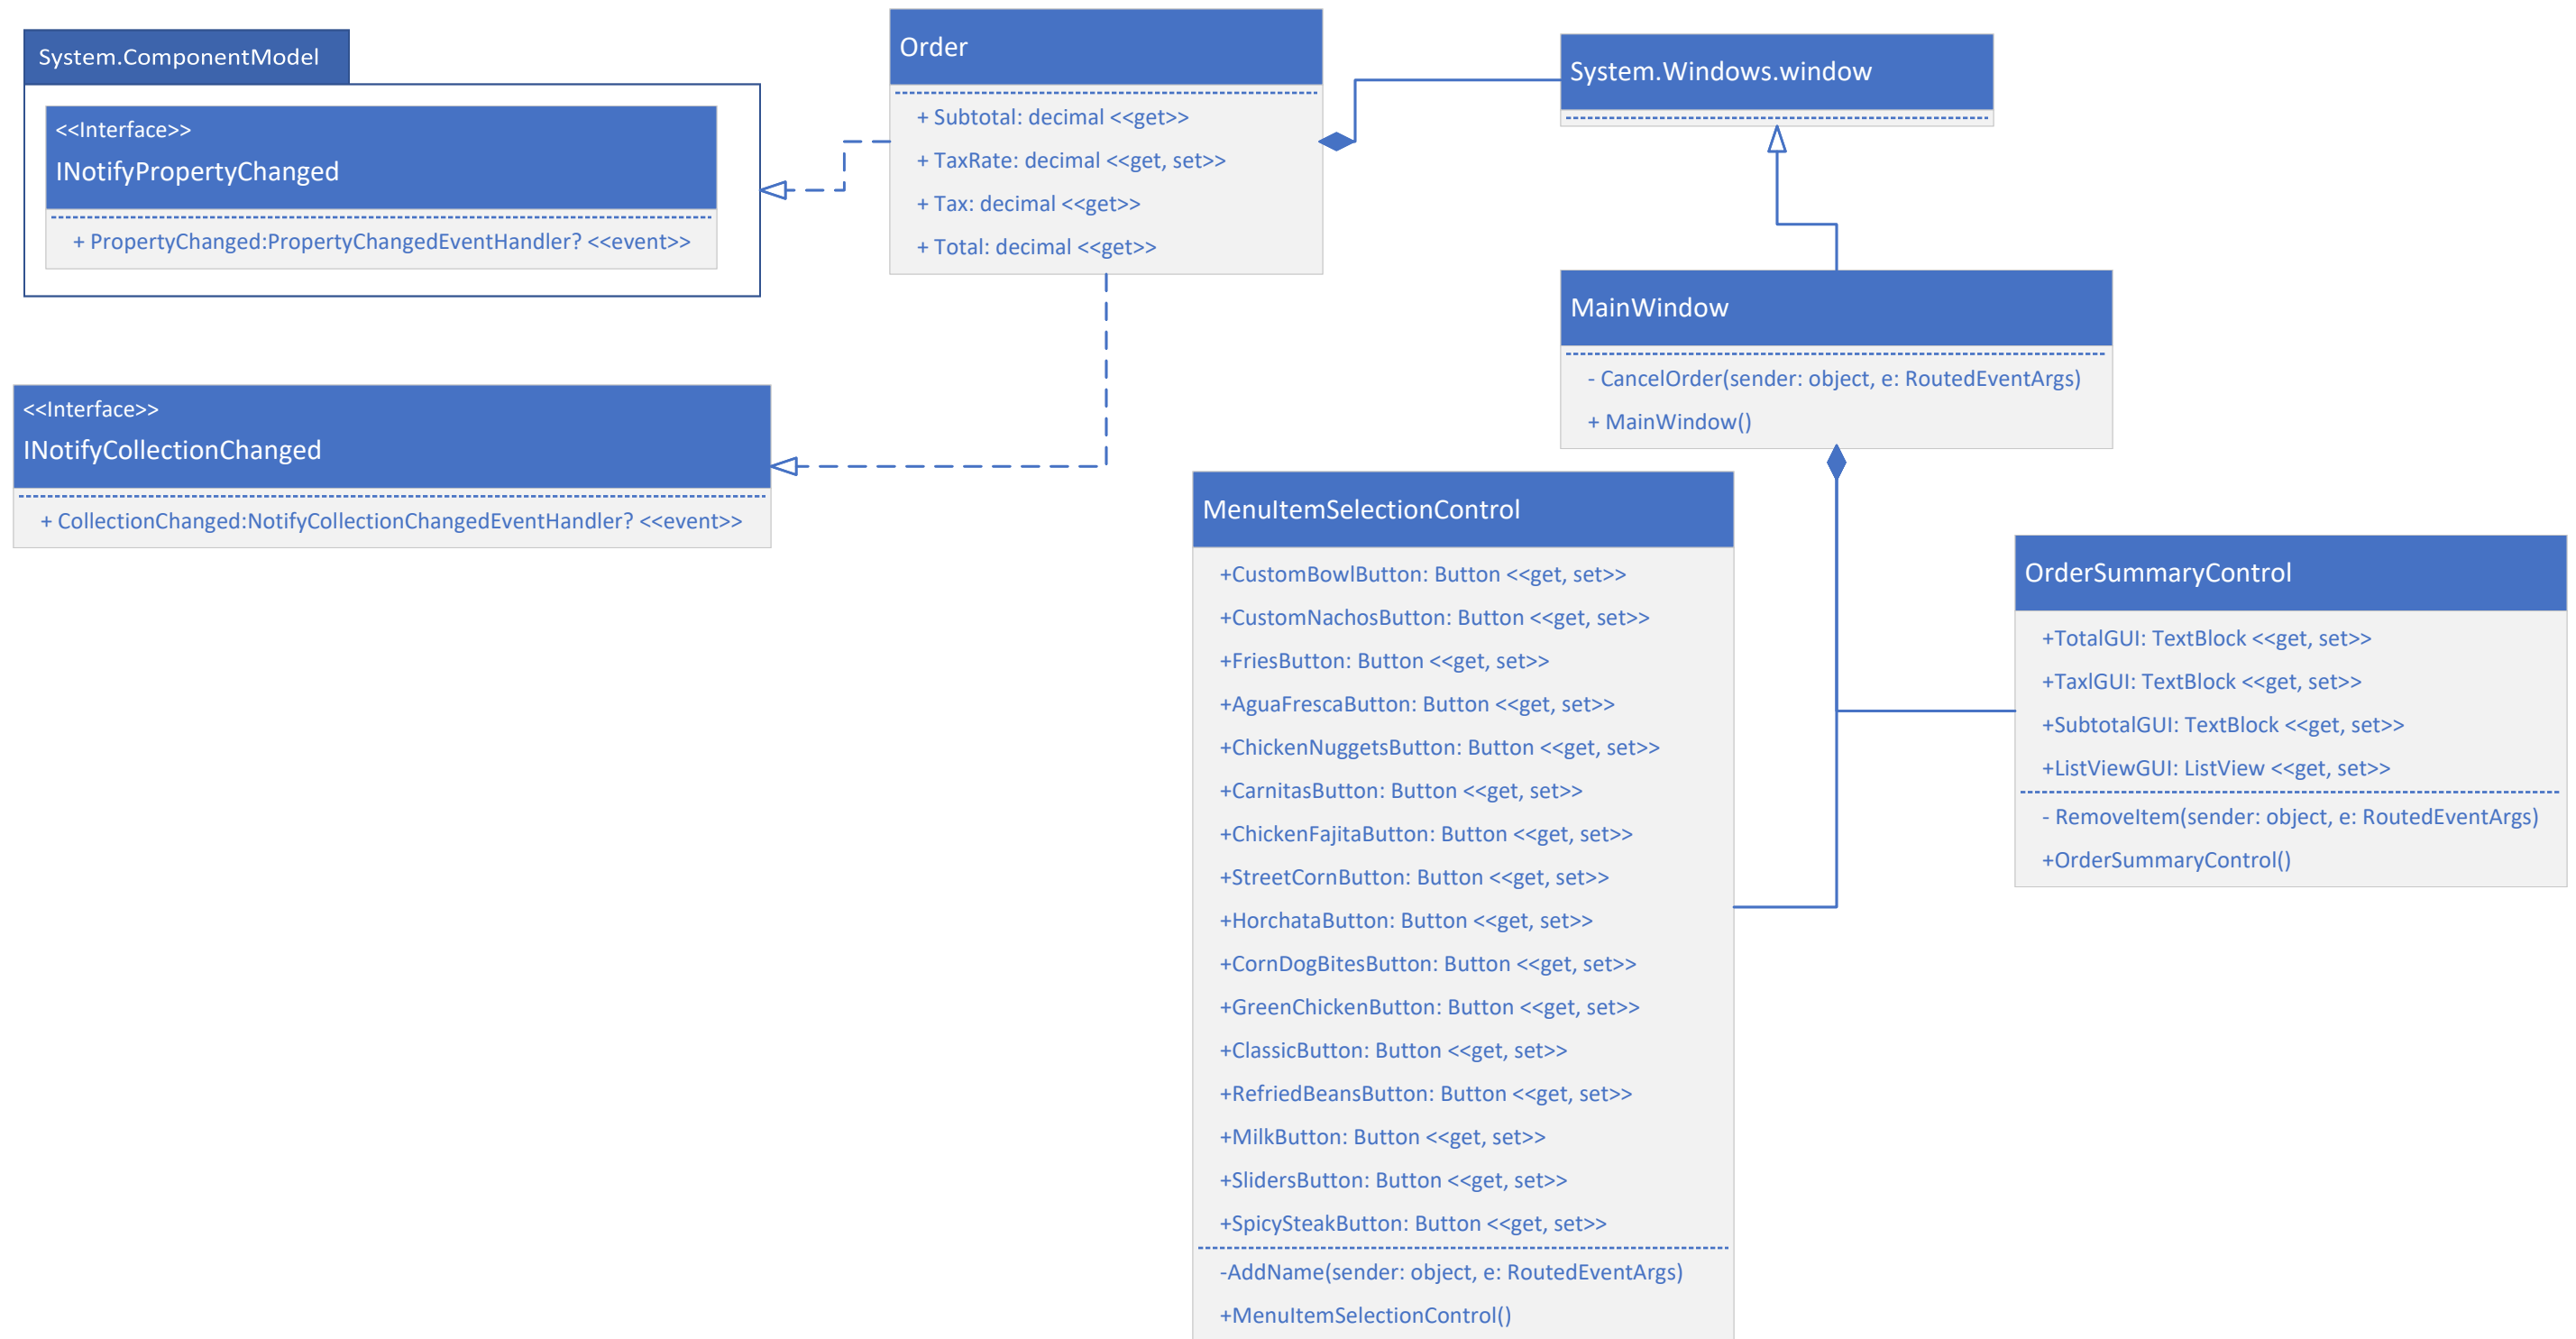 System.ComponentModel
<<Interface>>
INotifyPropertyChanged
+ PropertyChanged:PropertyChangedEventHandler? <<event>>
Order
+ Subtotal: decimal <<get>>
+ TaxRate: decimal <<get, set>>
+ Tax: decimal <<get>>
+ Total: decimal <<get>>
System.Windows.window
MainWindow
- CancelOrder(sender: object, e: RoutedEventArgs)
+ MainWindow()
<<Interface>>
INotifyCollectionChanged
+ CollectionChanged:NotifyCollectionChangedEventHandler? <<event>>
MenuItemSelectionControl
+CustomBowlButton: Button <<get, set>>
+CustomNachosButton: Button <<get, set>>
+FriesButton: Button <<get, set>>
+AguaFrescaButton: Button <<get, set>>
+ChickenNuggetsButton: Button <<get, set>>
+CarnitasButton: Button <<get, set>>
+ChickenFajitaButton: Button <<get, set>>
+StreetCornButton: Button <<get, set>>
+HorchataButton: Button <<get, set>>
+CornDogBitesButton: Button <<get, set>>
+GreenChickenButton: Button <<get, set>>
+ClassicButton: Button <<get, set>>
+RefriedBeansButton: Button <<get, set>>
+MilkButton: Button <<get, set>>
+SlidersButton: Button <<get, set>>
+SpicySteakButton: Button <<get, set>>
-AddName(sender: object, e: RoutedEventArgs)
+MenuItemSelectionControl()
OrderSummaryControl
+TotalGUI: TextBlock <<get, set>>
+TaxlGUI: TextBlock <<get, set>>
+SubtotalGUI: TextBlock <<get, set>>
+ListViewGUI: ListView <<get, set>>
- RemoveItem(sender: object, e: RoutedEventArgs)
+OrderSummaryControl()